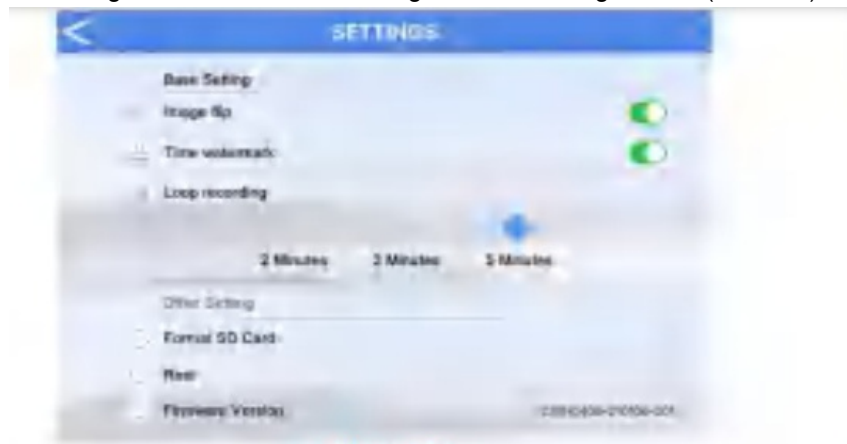 SETTINGS
Base Setting
Image flip
Time watermark
Loop recording
2 Minutes 3 Minutes 5 Minutes
Other Setting
Format SD Card
Firmware Version